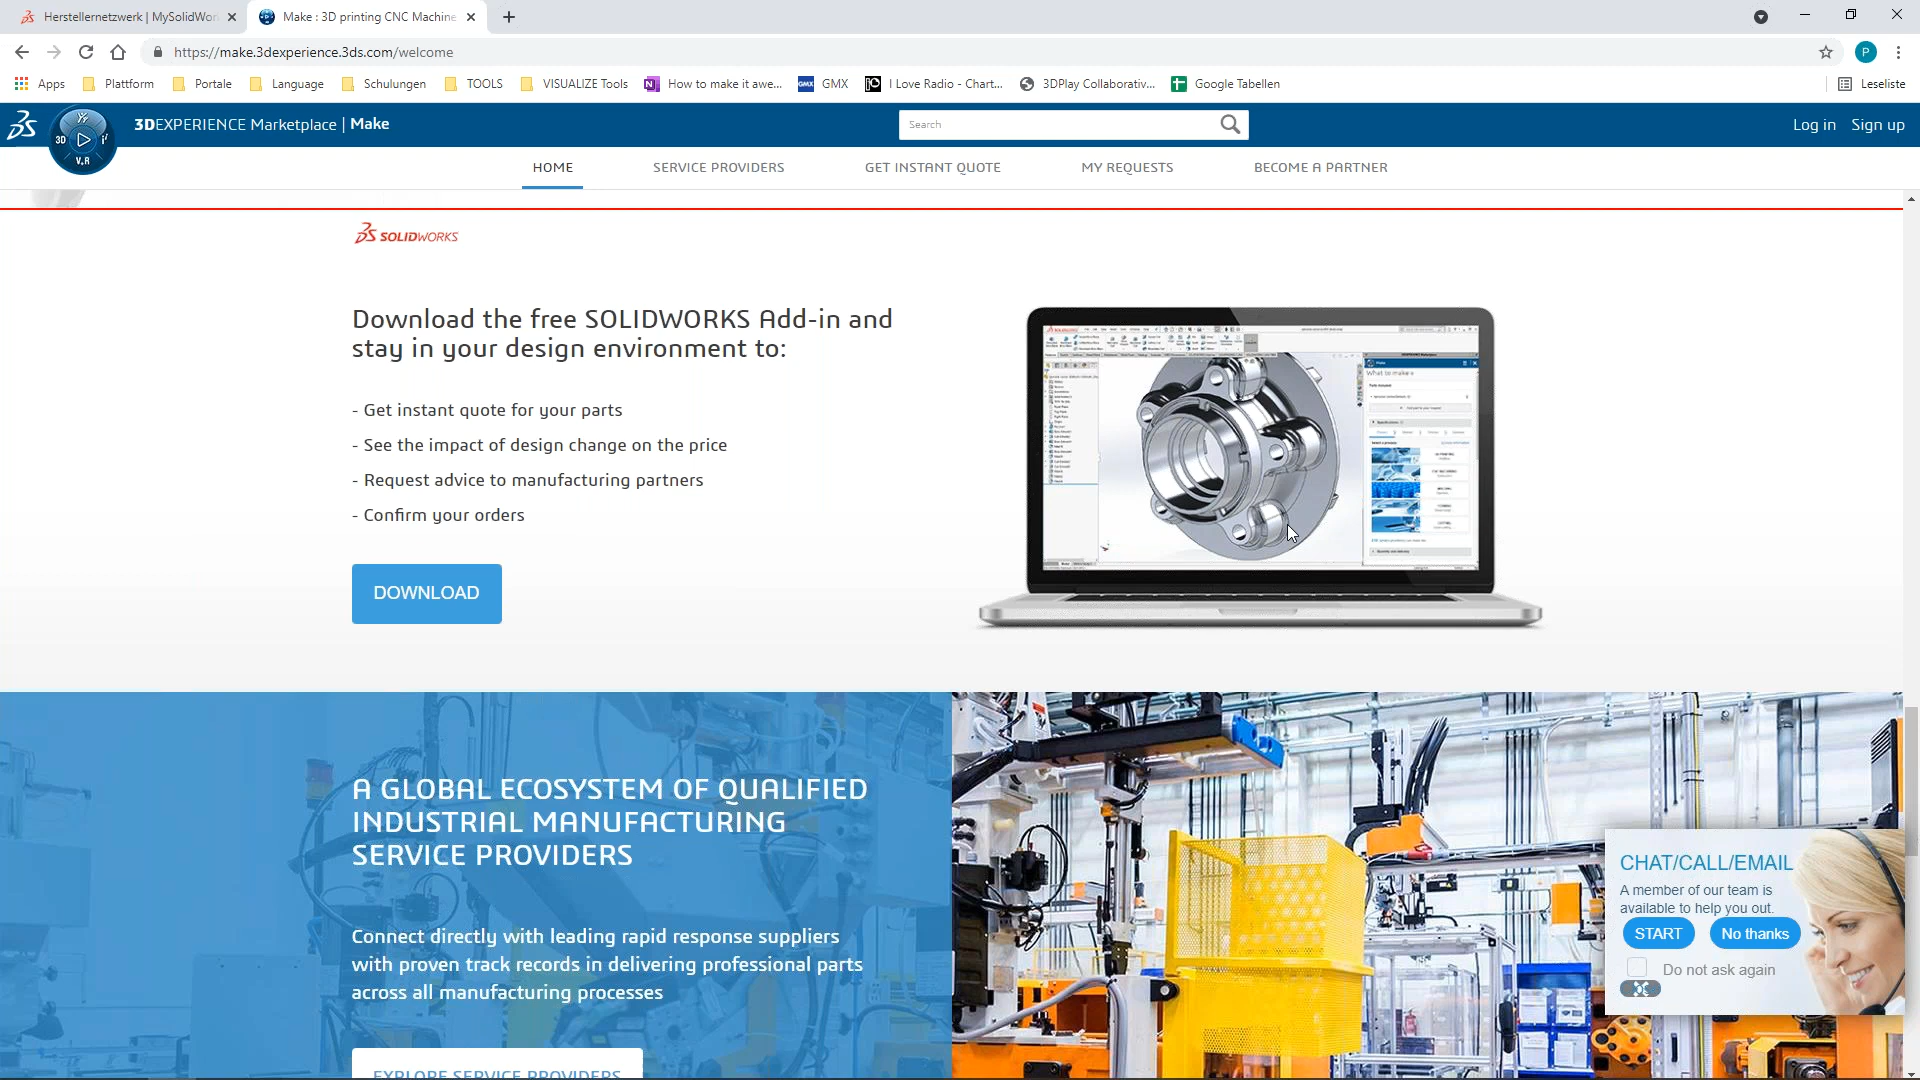 Herstellernetzwerk | MySolidWor
Make : 3D printing CNC Machine
https://make.3dexperience.3ds.com/welcome
P
Apps
Plattform
Portale
Language
Schulungen
TOOLS
VISUALIZE Tools
How to make it awe...
GMX
I Love Radio - Chart...
3DPlay Collaborativ...
Google Tabellen
Leseliste
3D
V.R
3DEXPERIENCE Marketplace | Make
Search
Log in
Sign up
HOME
SERVICE PROVIDERS
GET INSTANT QUOTE
MY REQUESTS
BECOME A PARTNER
SOLIDWORKS
Download the free SOLIDWORKS Add-in and
stay in your design environment to:
- Get instant quote for your parts
- See the impact of design change on the price
- Request advice to manufacturing partners
- Confirm your orders
DOWNLOAD
What to make
A GLOBAL ECOSYSTEM OF QUALIFIED
INDUSTRIAL MANUFACTURING
SERVICE PROVIDERS
Connect directly with leading rapid response suppliers
with proven track records in delivering professional parts
across all manufacturing processes
EXPLORE SERVICE PROVIDERS
CHAT/CALL/EMAIL
A member of our team is
available to help you out.
START
No thanks
Do not ask again